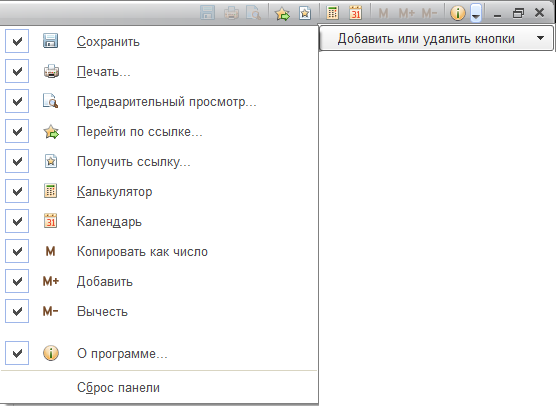 31 M M+ M−
Добавить или удалить кнопки
Сохранить
Печать...
Предварительный просмотр...
Перейти по ссылке...
Получить ссылку...
Калькулятор
31 Календарь
M Копировать как число
M+ Добавить
M− Вычесть
О программе...
Сброс панели